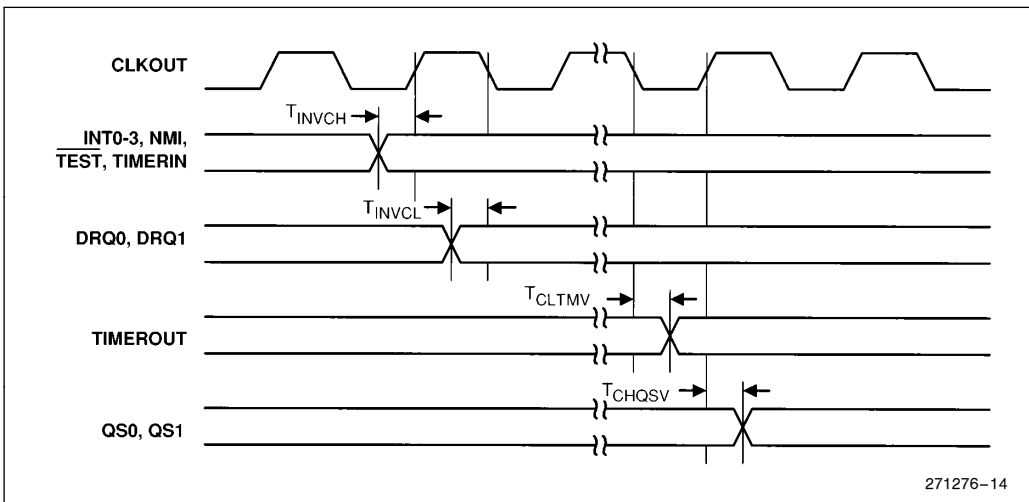 CLKOUT
TINVCH
INT0-3, NMI,
TEST, TIMERIN
TINVCL
DRQ0, DRQ1
TCLTMV
TIMEROUT
TCHQSV
QS0, QS1
271276–14